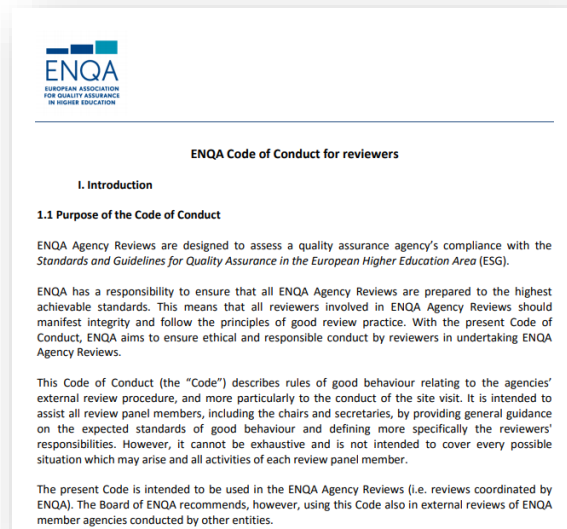 ENQA
EUROPEAN ASSOCIATION
FOR QUALITY ASSURANCE
IN HIGHER EDUCATION
ENQA Code of Conduct for reviewers
I. Introduction
1.1 Purpose of the Code of Conduct
ENQA Agency Reviews are designed to assess a quality assurance agency's compliance with the
Standards and Guidelines for Quality Assurance in the European Higher Education Area (ESG).
ENQA has a responsibility to ensure that all ENQA Agency Reviews are prepared to the highest
achievable standards. This means that all reviewers involved in ENQA Agency Reviews should
manifest integrity and follow the principles of good review practice. With the present Code of
Conduct, ENQA aims to ensure ethical and responsible conduct by reviewers in undertaking ENQA
Agency Reviews.
This Code of Conduct (the “Code”) describes rules of good behaviour relating to the agencies’
external review procedure, and more particularly to the conduct of the site visit. It is intended to
assist all review panel members, including the chairs and secretaries, by providing general guidance
on the expected standards of good behaviour and defining more specifically the reviewers'
responsibilities. However, it cannot be exhaustive and is not intended to cover every possible
situation which may arise and all activities of each review panel member.
The present Code is intended to be used in the ENQA Agency Reviews (i.e. reviews coordinated by
ENQA). The Board of ENQA recommends, however, using this Code also in external reviews of ENQA
member agencies conducted by other entities.